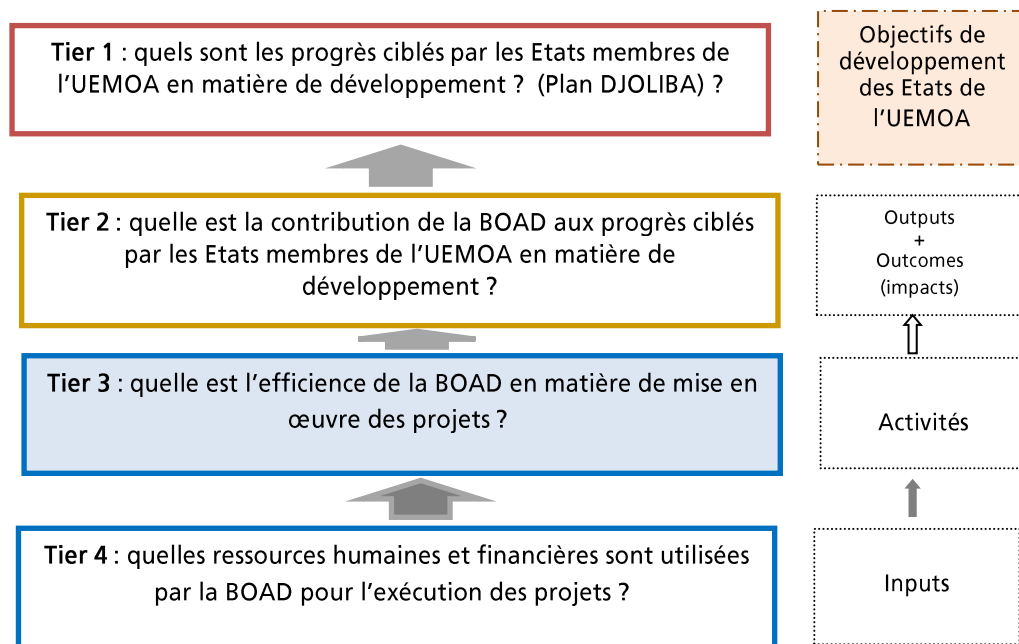 Tier 1 : quels sont les progrès ciblés par les Etats membres de
l’UEMOA en matière de développement ? (Plan DJOLIBA) ?
Objectifs de
développement
des Etats de
l’UEMOA
Tier 2 : quelle est la contribution de la BOAD aux progrès ciblés
par les Etats membres de l’UEMOA en matière de
développement ?
Outputs
+
Outcomes
(impacts)
Tier 3 : quelle est l’efficience de la BOAD en matière de mise en
œuvre des projets ?
Activités
Tier 4 : quelles ressources humaines et financières sont utilisées
par la BOAD pour l’exécution des projets ?
Inputs